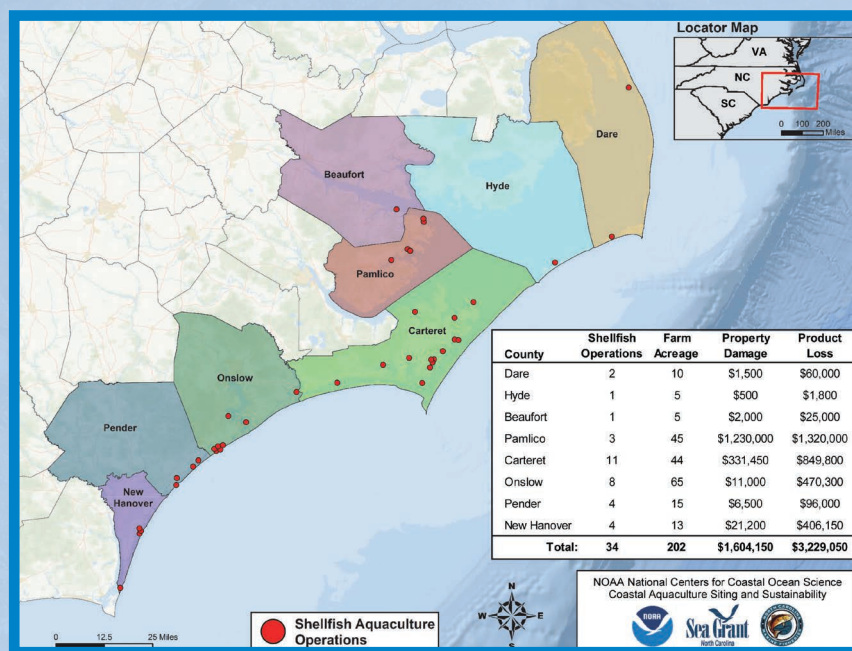 Locator Map
VA
NC
SC
0 100 200
Miles
Dare
Beaufort
Hyde
Pamlico
Carteret
Onslow
Pender
New
Hanover
County Shellfish Operations Farm Acreage Property Damage Product Loss
Dare 2 10 $1,500 $60,000
Hyde 1 5 $500 $1,800
Beaufort 1 5 $2,000 $25,000
Pamlico 3 45 $1,230,000 $1,320,000
Carteret 11 44 $331,450 $849,800
Onslow 8 65 $11,000 $470,300
Pender 4 15 $6,500 $96,000
New Hanover 4 13 $21,200 $406,150
Total: 34 202 $1,604,150 $3,229,050
NOAA National Centers for Coastal Ocean Science
Coastal Aquaculture Siting and Sustainability
NOAA
Sea Grant
North Carolina
N
W E
S
0 12.5 25 Miles
Shellfish Aquaculture
Operations